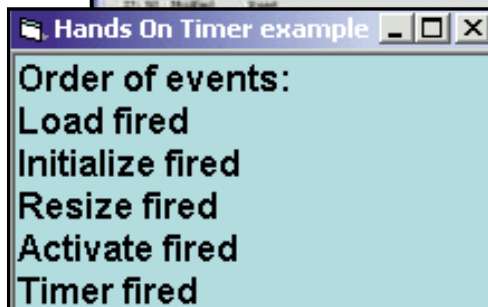 Hands On Timer example
Order of events:
Load fired
Initialize fired
Resize fired
Activate fired
Timer fired